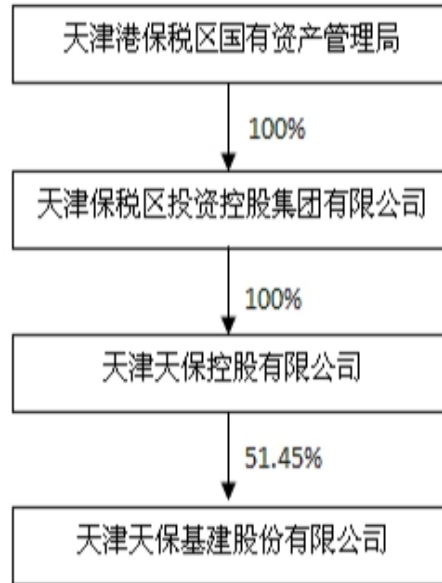 天津港保税区国有资产管理局
100%
天津保税区投资控股集团有限公司
100%
天津天保控股有限公司
51.45%
天津天保基建股份有限公司